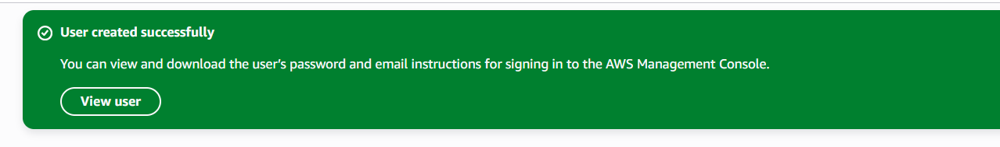 User created successfully
You can view and download the user's password and email instructions for signing in to the AWS Management Console.
View user